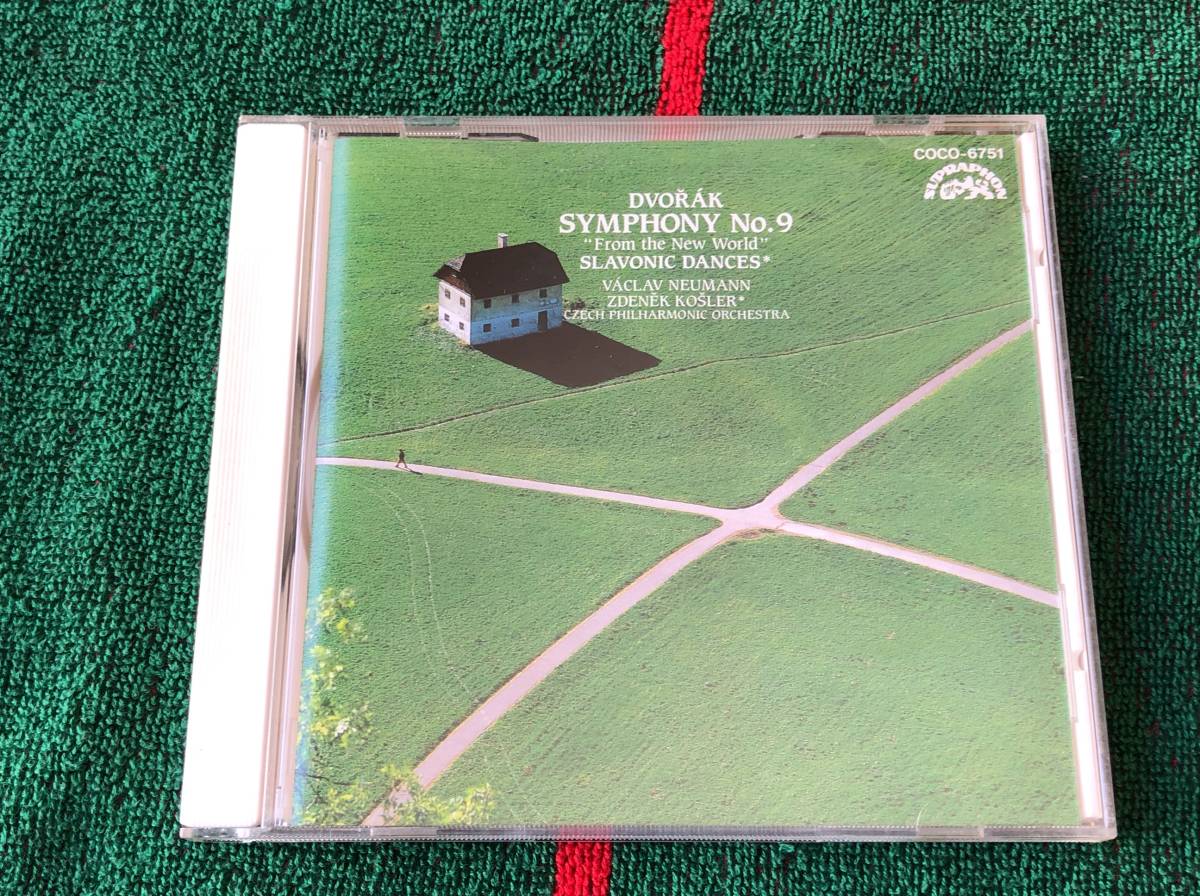 COCO-6751
SUPRAPHON
DVOŘÁK
SYMPHONY No.9
"From the New World"
SLAVONIC DANCES*
VÁCLAV NEUMANN
ZDENĚK KOŠLER*
CZECH PHILHARMONIC ORCHESTRA